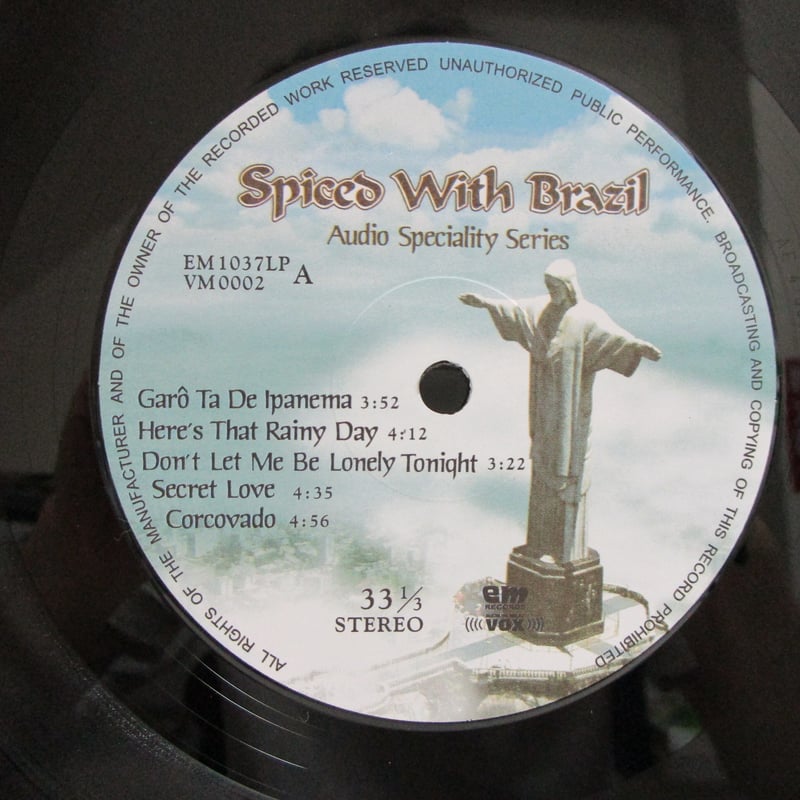 ALL RIGHTS OF THE MANUFACTURER AND OF THE OWNER OF THE RECORDED WORK RESERVED UNAUTHORIZED PUBLIC PERFORMANCE. BROADCASTING AND COPYING OF THIS RECORD PROHIBITED
Spiced With Brazil
Audio Speciality Series
EM1037LP
VM0002 A
Garô Ta De Ipanema 3:52
Here's That Rainy Day 4:12
Don't Let Me Be Lonely Tonight 3:22
Secret Love 4:35
Corcovado 4:56
33 1/3
STEREO
em
RECORDS
VOX